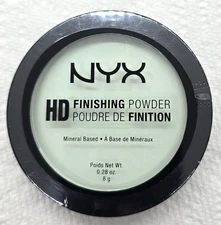 NYX
HD FINISHING POWDER
POUDRE DE FINITION
Mineral Based • À Base de Minéraux
Poids Net Wt.
0.28 oz.
8 g